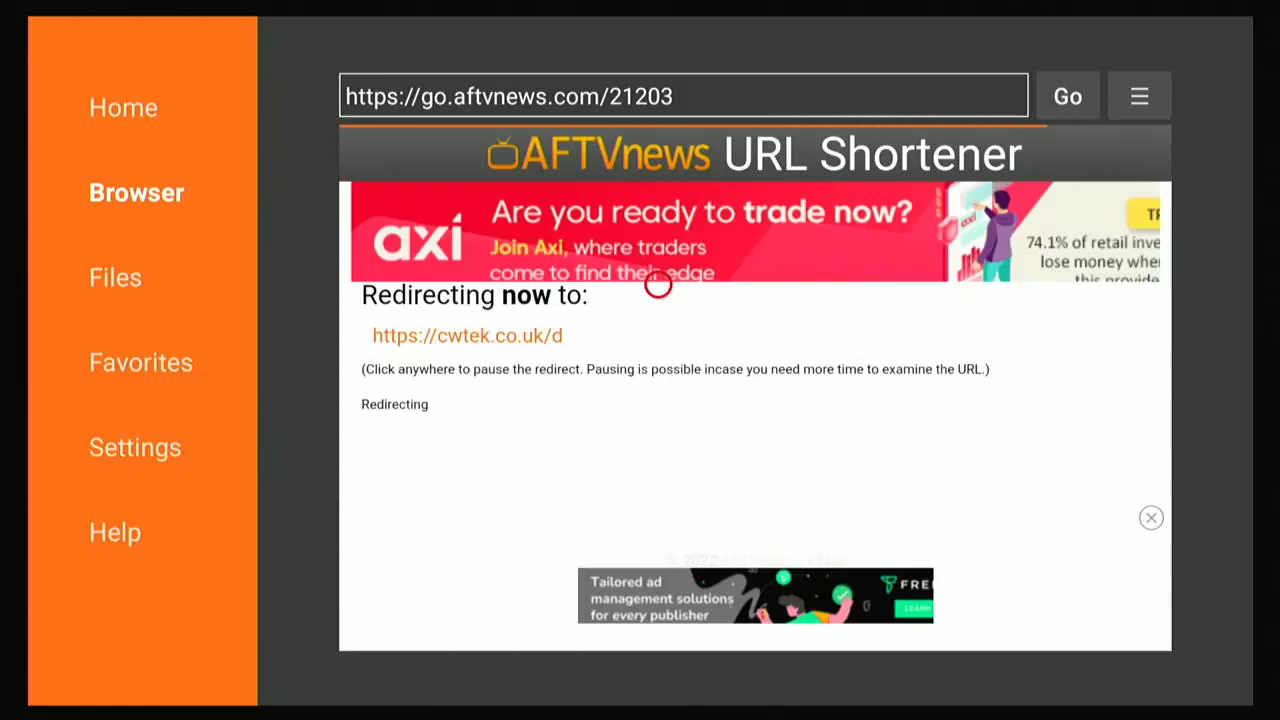 Home
Browser
Files
Favorites
Settings
Help
https://go.aftvnews.com/21203
Go
AFTVnews URL Shortener
axi
Are you ready to trade now?
Join Axi, where traders
come to find their edge
axi
74.1% of retail
lose money
Redirecting now to:
https://cwtek.co.uk/d
(Click anywhere to pause the redirect. Pausing is possible incase you need more time to examine the URL.)
Redirecting
Tailored ad
management solutions
for every publisher
LEARN